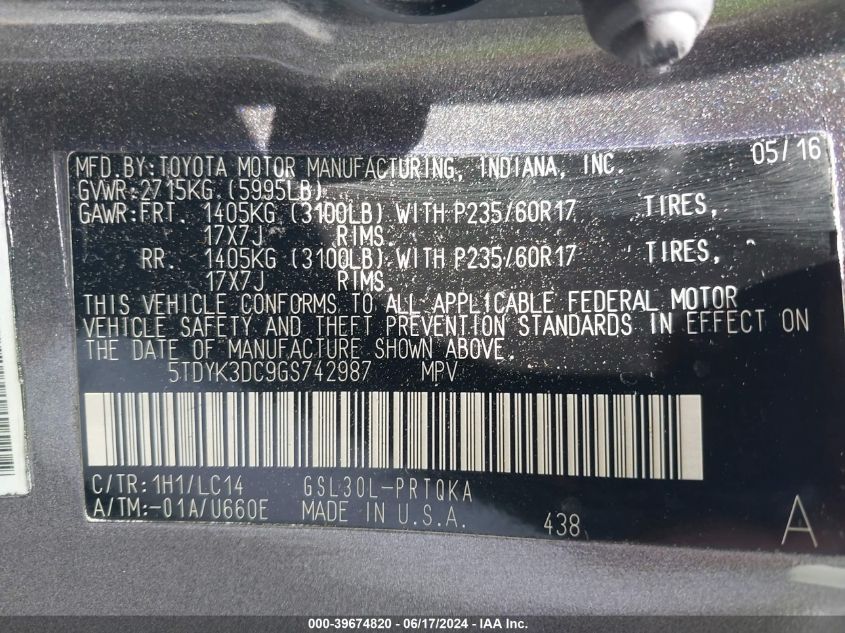 MFD.BY:TOYOTA MOTOR MANUFACTURING, INDIANA, INC. 05/16
GVWR:2715KG (5995LB)
GAWR:FRT. 1405KG (3100LB) WITH P235/60R17 TIRES,
17X7J RIMS.
RR. 1405KG (3100LB) WITH P235/60R17 TIRES,
17X7J RIMS.
THIS VEHICLE CONFORMS TO ALL APPLICABLE FEDERAL MOTOR
VEHICLE SAFETY AND THEFT PREVENTION STANDARDS IN EFFECT ON
THE DATE OF MANUFACTURE SHOWN ABOVE.
5TDYK3DC9GS742987 MPV
C/TR:1H1/LC14 GSL30L-PRTQKA
A/TM:-01A/U660E MADE IN U.S.A. 438 A
000-39674820 - 06/17/2024 - IAA Inc.